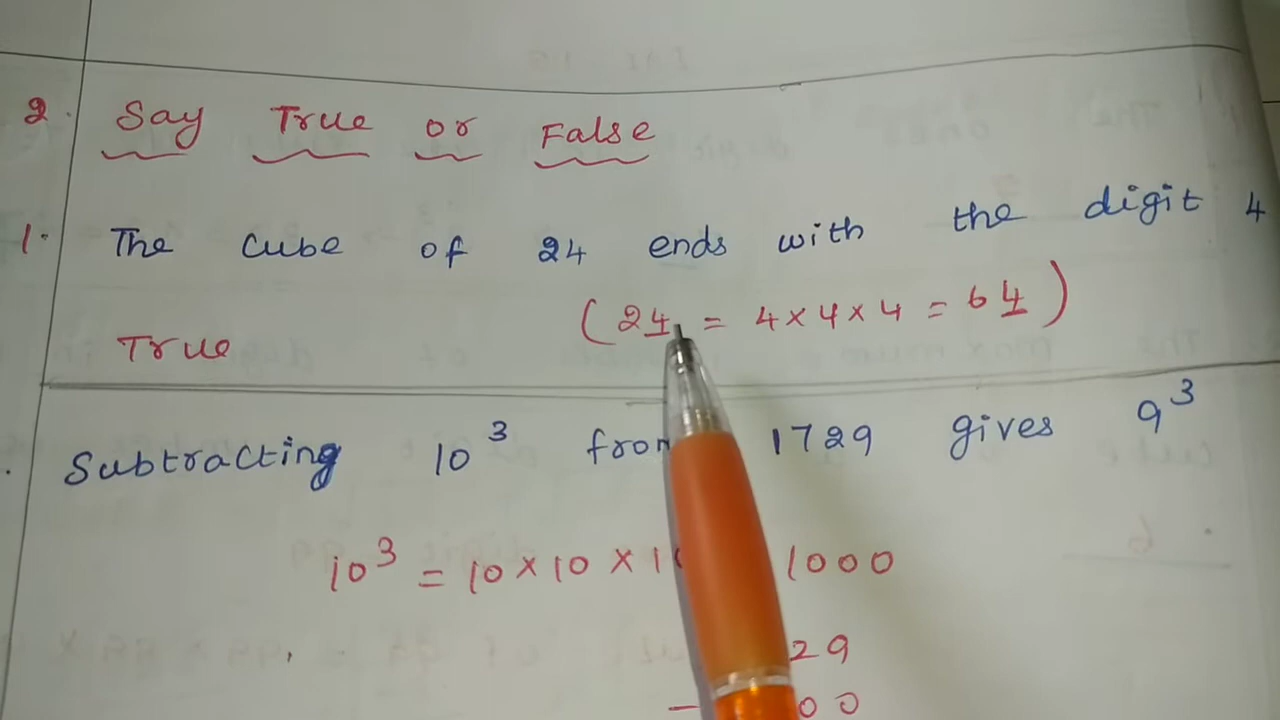 2. Say True or False
1. The cube of 24 ends with the digit 4
(24 = 4×4×4 = 64)
True
. Subtracting 10³ from 1729 gives 9³
10³ = 10 × 10 × 1 1000
29
- 00